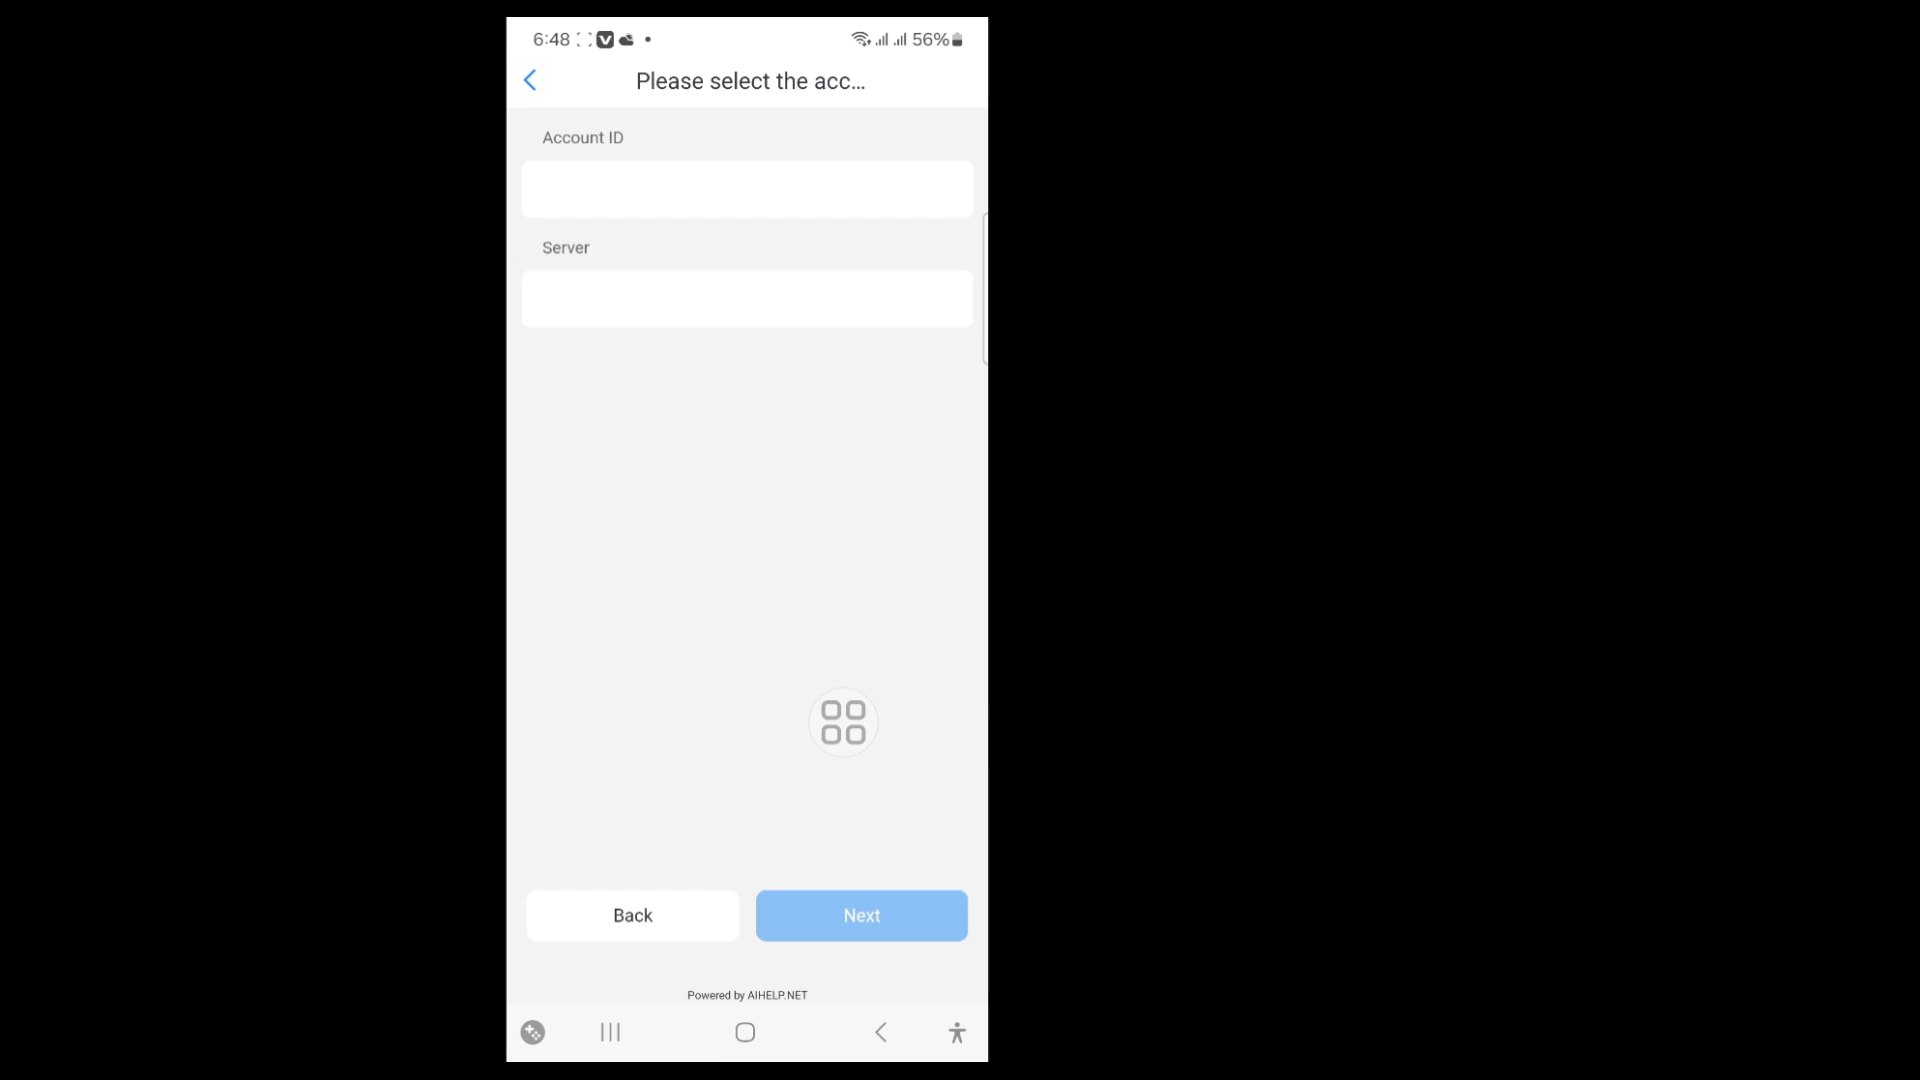 6:48 V 56%
Please select the acc...
Account ID
Server
Back Next
Powered by AIHELP.NET